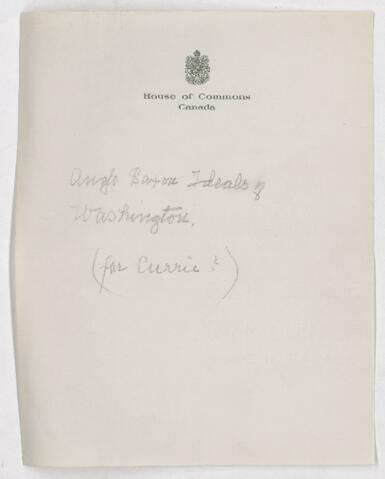 House of Commons
Canada
Anglo Saxon Ideals of
Washington.
(for Currie?)